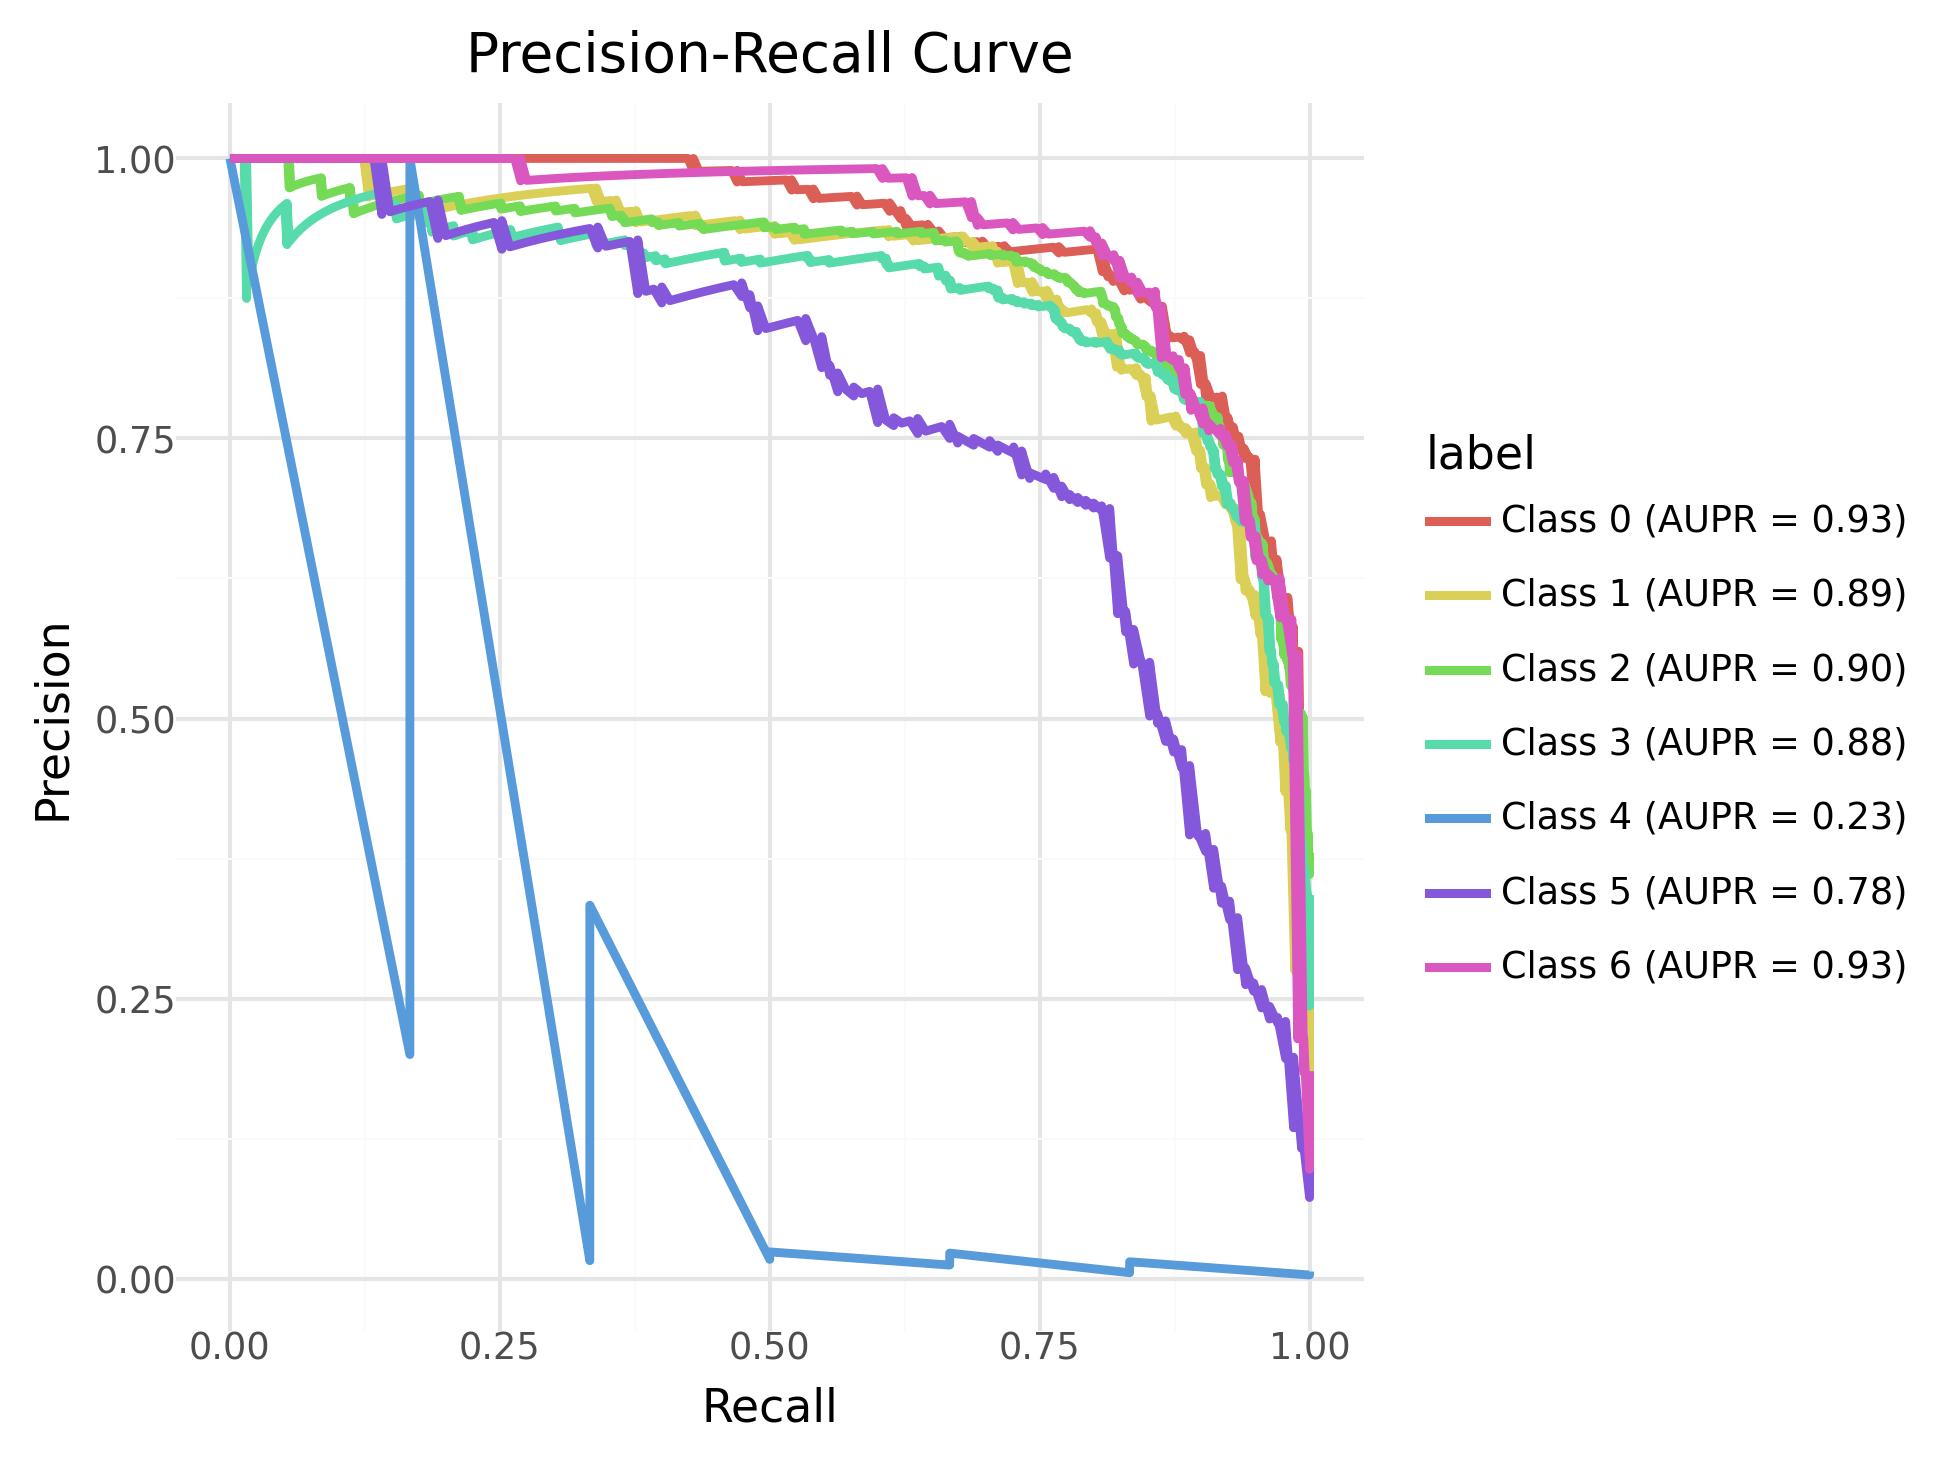 Precision-Recall Curve
1.00
0.75
0.50
0.25
0.00
Precision
0.00 0.25 0.50 0.75 1.00
Recall
label
Class 0 (AUPR = 0.93)
Class 1 (AUPR = 0.89)
Class 2 (AUPR = 0.90)
Class 3 (AUPR = 0.88)
Class 4 (AUPR = 0.23)
Class 5 (AUPR = 0.78)
Class 6 (AUPR = 0.93)